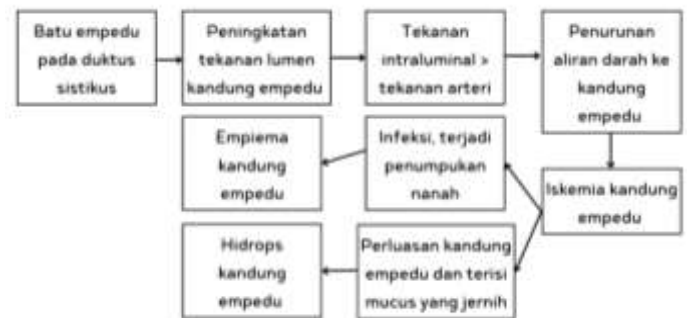 Batu empedu
pada duktus
sistikus
Peningkatan
tekanan lumen
kandung empedu
Tekanan
intraluminal >
tekanan arteri
Penurunan
aliran darah ke
kandung
empedu
Iskemia kandung
empedu
Infeksi, terjadi
penumpukan
nanah
Empiema
kandung
empedu
Perluasan kandung
empedu dan terisi
mucus yang jernih
Hidrops
kandung
empedu